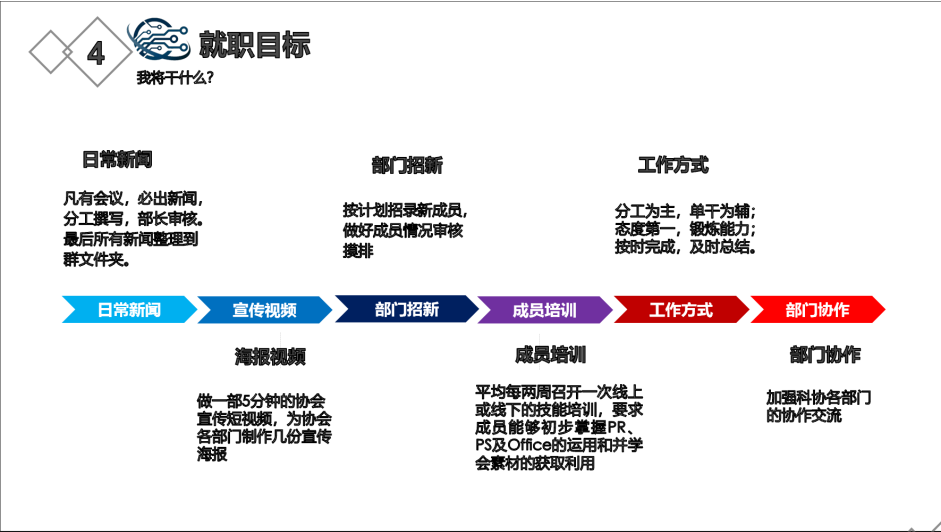 4
就职目标
我将干什么?
日常新闻
凡有会议，必出新闻，
分工撰写，部长审核。
最后所有新闻整理到
群文件夹。
部门招新
按计划招录新成员，
做好成员情况审核
摸排
工作方式
分工为主，单干为辅；
态度第一，锻炼能力；
按时完成，及时总结。
日常新闻
宣传视频
部门招新
成员培训
工作方式
部门协作
海报视频
做一部5分钟的协会
宣传短视频，为协会
各部门制作几份宣传
海报
成员培训
平均每两周召开一次线上
或线下的技能培训，要求
成员能够初步掌握PR、
PS及Office的运用和并学
会素材的获取利用
部门协作
加强科协各部门
的协作交流